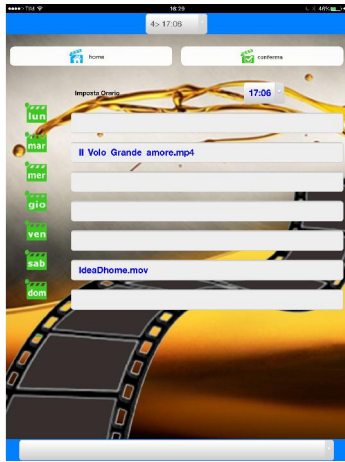 TIM 16:29 46%
4> 17:06
home conferma
Imposta Orario 17:06
lun
mar Il Volo Grande amore.mp4
mer
gio
ven
sab IdeaDhome.mov
dom